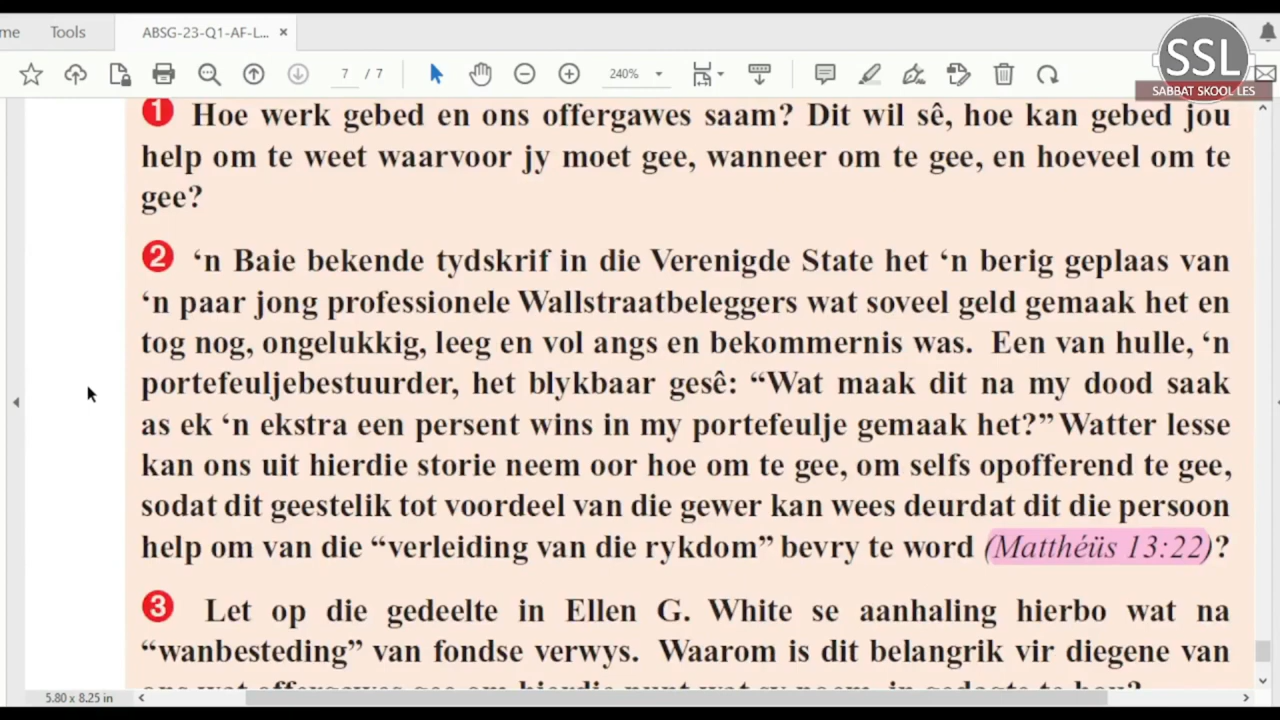 me Tools ABSG-23-Q1-AF-L... ×
7 / 7 240%
SSL
SABBAT SKOOL LES
1 Hoe werk gebed en ons offergawes saam? Dit wil sê, hoe kan gebed jou
help om te weet waarvoor jy moet gee, wanneer om te gee, en hoeveel om te
gee?
2 ‘n Baie bekende tydskrif in die Verenigde State het ‘n berig geplaas van
‘n paar jong professionele Wallstraatbeleggers wat soveel geld gemaak het en
tog nog, ongelukkig, leeg en vol angs en bekommernis was. Een van hulle, ‘n
portefeuljebestuurder, het blykbaar gesê: “Wat maak dit na my dood saak
as ek ‘n ekstra een persent wins in my portefeulje gemaak het?” Watter lesse
kan ons uit hierdie storie neem oor hoe om te gee, om selfs opofferend te gee,
sodat dit geestelik tot voordeel van die gewer kan wees deurdat dit die persoon
help om van die “verleiding van die rykdom” bevry te word (Matthéüs 13:22)?
3 Let op die gedeelte in Ellen G. White se aanhaling hierbo wat na
“wanbesteding” van fondse verwys. Waarom is dit belangrik vir diegene van
5.80 x 8.25 in